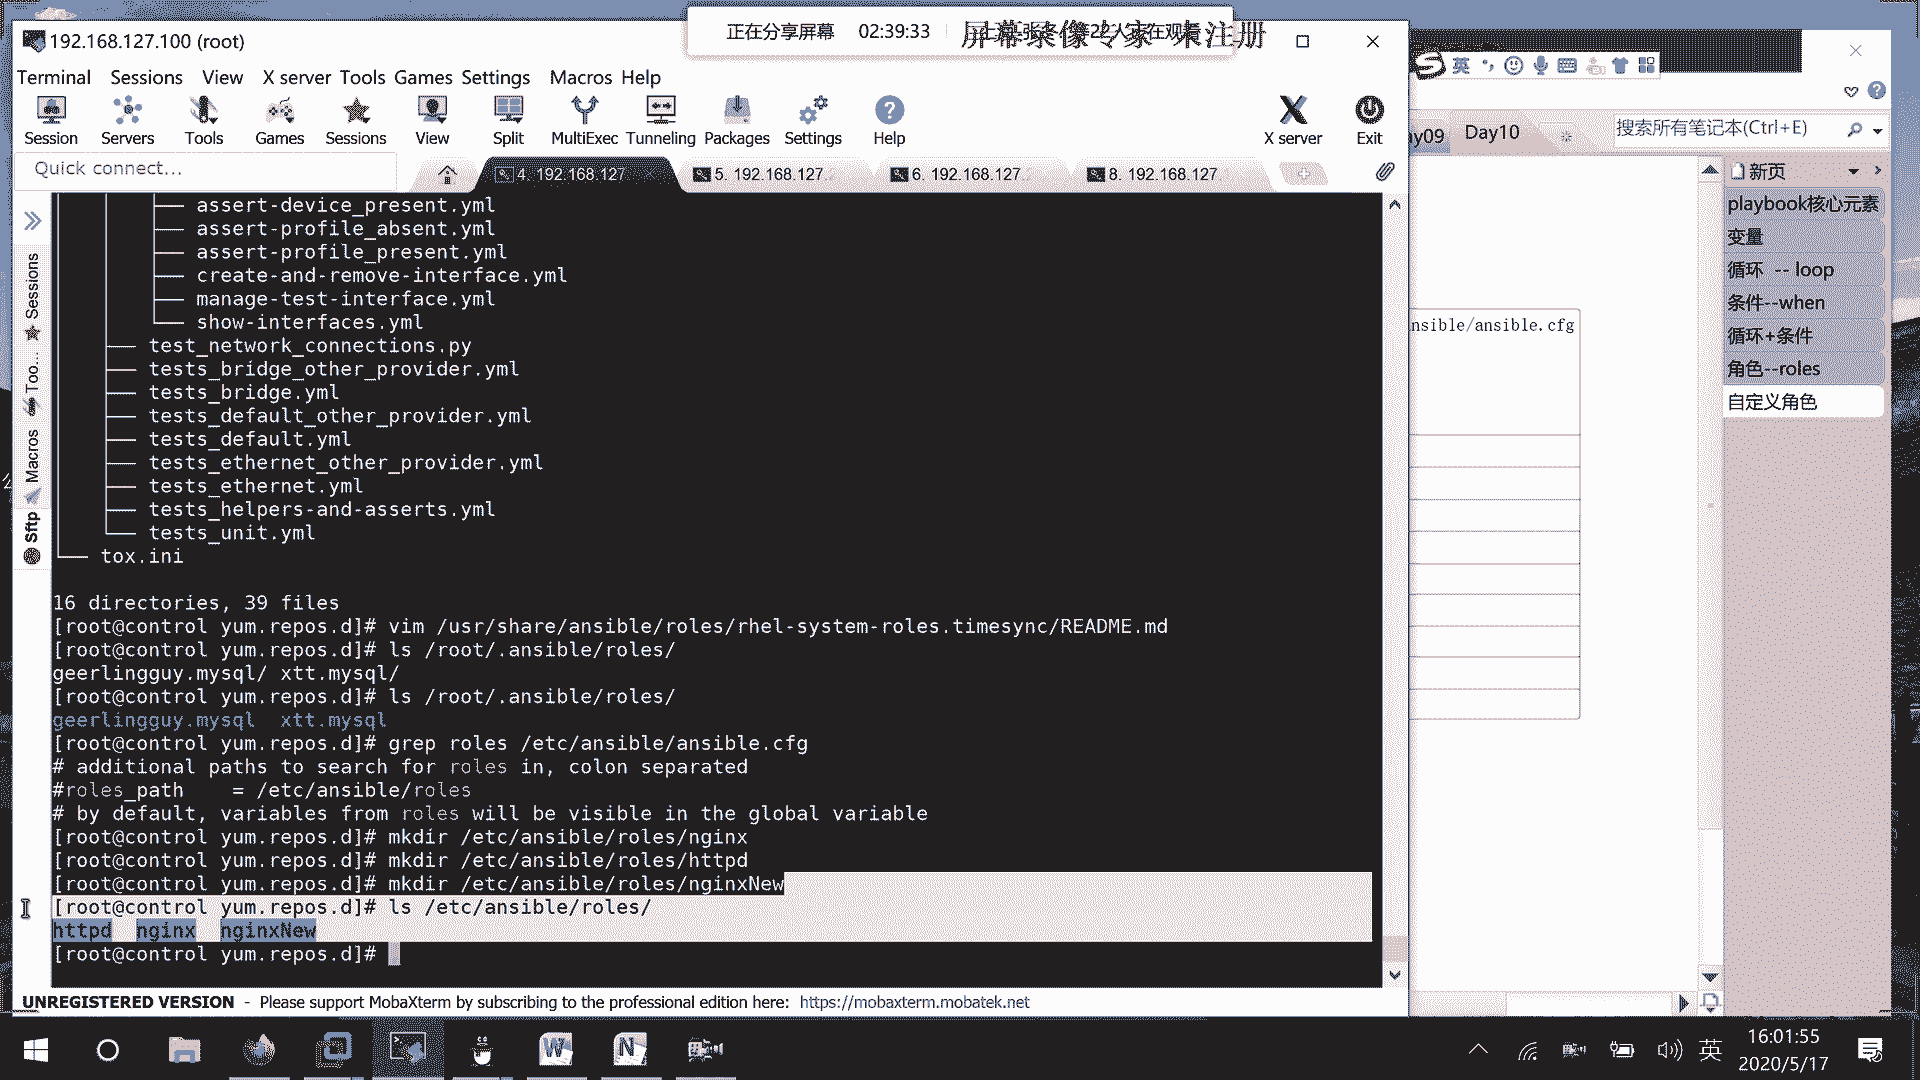 192.168.127.100 (root)
正在分享屏幕 02:39:33
屏幕录像专家 未注册
Terminal Sessions View X server Tools Games Settings Macros Help
Session Servers Tools Games Sessions View Split MultiExec Tunneling Packages Settings Help X server Exit
Quick connect...
4. 192.168.127 5. 192.168.127. 6. 192.168.127. 8. 192.168.127.
assert-device_present.yml
assert-profile_absent.yml
assert-profile_present.yml
create-and-remove-interface.yml
manage-test-interface.yml
show-interfaces.yml
test_network_connections.py
tests_bridge_other_provider.yml
tests_bridge.yml
tests_default_other_provider.yml
tests_default.yml
tests_ethernet_other_provider.yml
tests_ethernet.yml
tests_helpers-and-asserts.yml
tests_unit.yml
tox.ini
16 directories, 39 files
[root@control yum.repos.d]# vim /usr/share/ansible/roles/rhel-system-roles.timesync/README.md
[root@control yum.repos.d]# ls /root/.ansible/roles/
geerlingguy.mysql/ xtt.mysql/
[root@control yum.repos.d]# ls /root/.ansible/roles/
geerlingguy.mysql xtt.mysql
[root@control yum.repos.d]# grep roles /etc/ansible/ansible.cfg
# additional paths to search for roles in, colon separated
#roles_path = /etc/ansible/roles
# by default, variables from roles will be visible in the global variable
[root@control yum.repos.d]# mkdir /etc/ansible/roles/nginx
[root@control yum.repos.d]# mkdir /etc/ansible/roles/httpd
[root@control yum.repos.d]# mkdir /etc/ansible/roles/nginxNew
[root@control yum.repos.d]# ls /etc/ansible/roles/
httpd nginx nginxNew
[root@control yum.repos.d]#
Sessions
Too...
Macros
Sftp
UNREGISTERED VERSION - Please support MobaXterm by subscribing to the professional edition here: https://mobaxterm.mobatek.net
英
ay09 Day10
搜索所有笔记本(Ctrl+E)
新页
playbook核心元素
变量
循环 -- loop
条件--when
循环+条件
角色--roles
自定义角色
nsible/ansible.cfg
英
16:01:55
2020/5/17